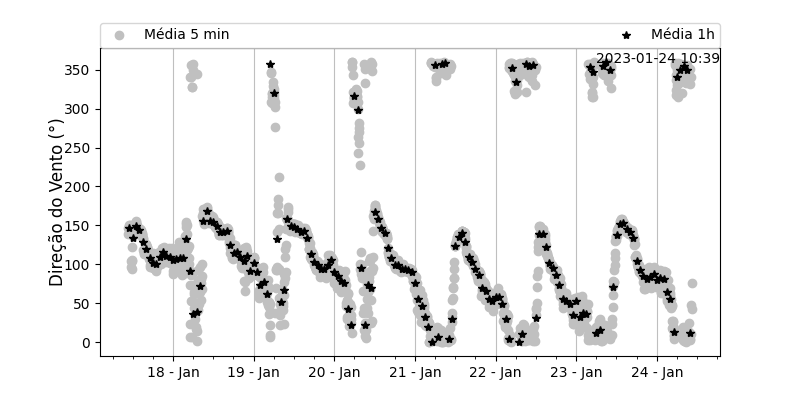 Média 5 min
Média 1h
2023-01-24 10:39
Direção do Vento (°)
350
300
250
200
150
100
50
0
18 - Jan
19 - Jan
20 - Jan
21 - Jan
22 - Jan
23 - Jan
24 - Jan